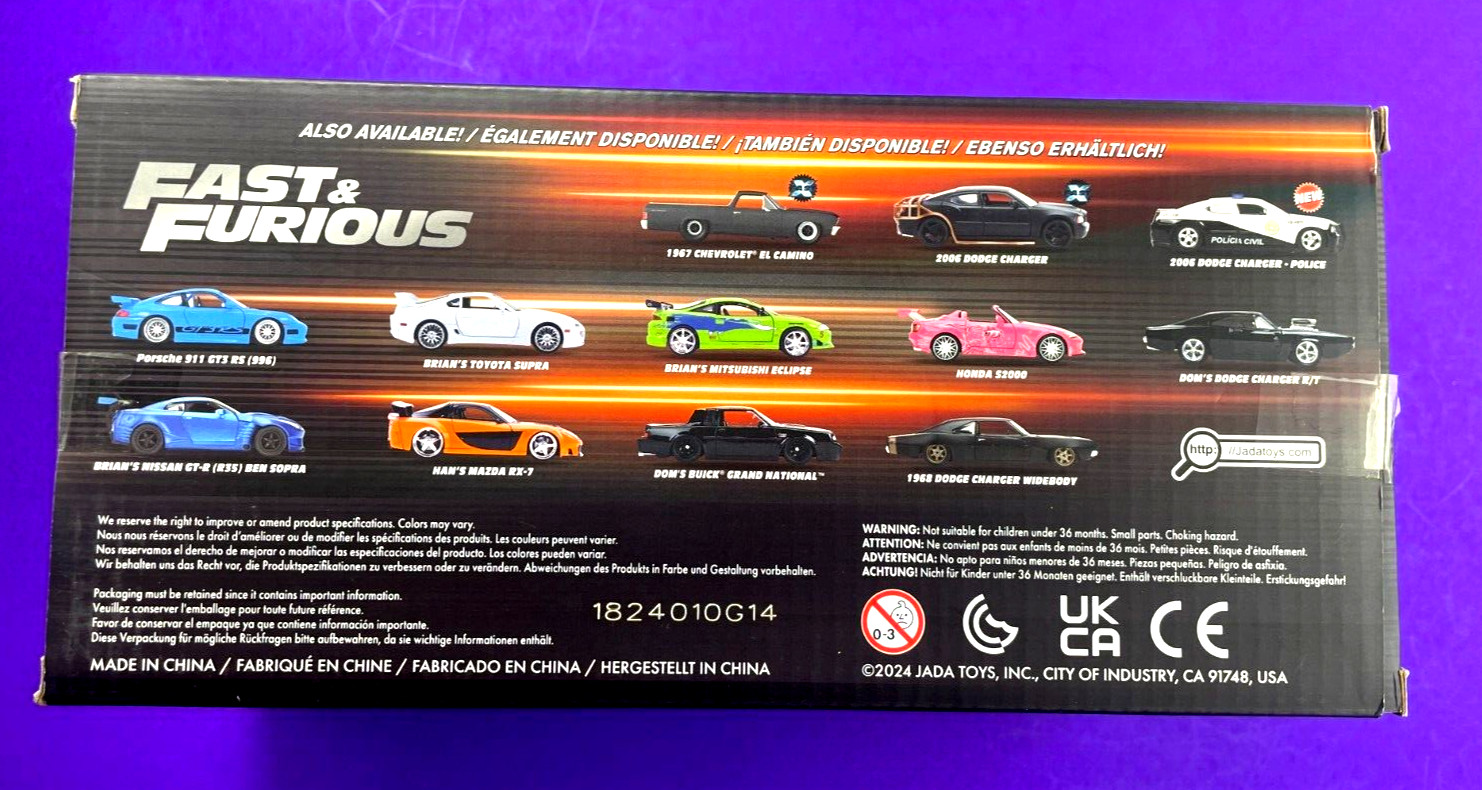 ALSO AVAILABLE! / ÉGALEMENT DISPONIBLE! / ¡TAMBIÉN DISPONIBLE! / EBENSO ERHÄLTLICH!
FAST &
FURIOUS
NEW
POLÍCIA CIVIL
1967 CHEVROLET® EL CAMINO
2006 DODGE CHARGER
2006 DODGE CHARGER - POLICE
GT3 RS
Porsche 911 GT3 RS (996)
BRIAN'S TOYOTA SUPRA
BRIAN'S MITSUBISHI ECLIPSE
HONDA S2000
DOM'S DODGE CHARGER R/T
BRIAN'S NISSAN GT-R (R35) BEN SOPRA
HAN'S MAZDA RX-7
DOM'S BUICK® GRAND NATIONAL™
1968 DODGE CHARGER WIDEBODY
http: //Jadatoys.com
We reserve the right to improve or amend product specifications. Colors may vary.
Nous nous réservons le droit d'améliorer ou de modifier les spécifications des produits. Les couleurs peuvent varier.
Nos reservamos el derecho de mejorar o modificar las especificaciones del producto. Los colores pueden variar.
Wir behalten uns das Recht vor, die Produktspezifikationen zu verbessern oder zu verändern. Abweichungen des Produkts in Farbe und Gestaltung vorbehalten.
Packaging must be retained since it contains important information.
Veuillez conserver l'emballage pour toute future référence.
Favor de conservar el empaque ya que contiene información importante.
Diese Verpackung für mögliche Rückfragen bitte aufbewahren, da sie wichtige Informationen enthält.
1824010G14
MADE IN CHINA / FABRIQUÉ EN CHINE / FABRICADO EN CHINA / HERGESTELLT IN CHINA
WARNING: Not suitable for children under 36 months. Small parts. Choking hazard.
ATTENTION: Ne convient pas aux enfants de moins de 36 mois. Petites pièces. Risque d'étouffement.
ADVERTENCIA: No apto para niños menores de 36 meses. Piezas pequeñas. Peligro de asfixia.
ACHTUNG! Nicht für Kinder unter 36 Monaten geeignet. Enthält verschluckbare Kleinteile. Erstickungsgefahr!
0-3
UK
CA
CE
©2024 JADA TOYS, INC., CITY OF INDUSTRY, CA 91748, USA